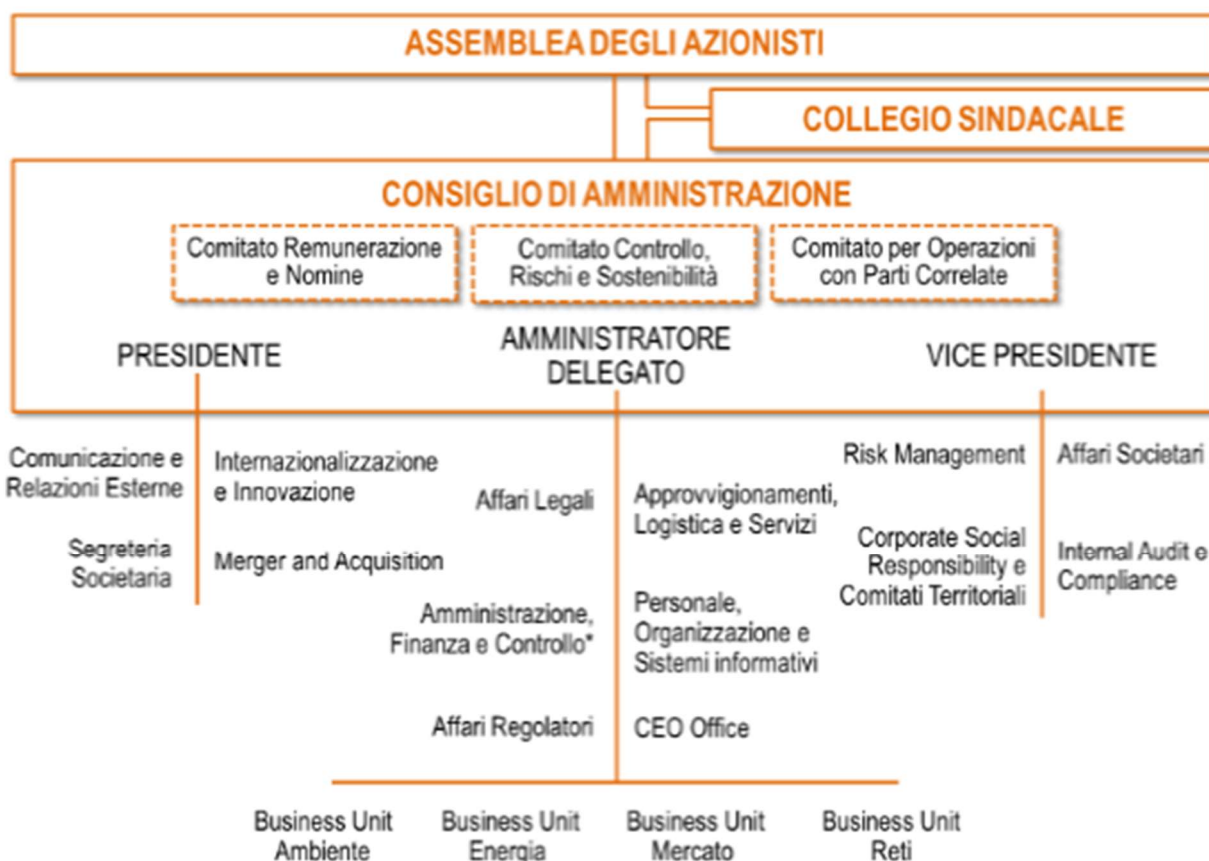 ASSEMBLEA DEGLI AZIONISTI
COLLEGIO SINDACALE
CONSIGLIO DI AMMINISTRAZIONE
Comitato Remunerazione
e Nomine
Comitato Controllo,
Rischi e Sostenibilità
Comitato per Operazioni
con Parti Correlate
PRESIDENTE
AMMINISTRATORE
DELEGATO
VICE PRESIDENTE
Comunicazione e
Relazioni Esterne
Internazionalizzazione
e Innovazione
Segreteria
Societaria
Merger and Acquisition
Affari Legali
Approvvigionamenti,
Logistica e Servizi
Amministrazione,
Finanza e Controllo*
Personale,
Organizzazione e
Sistemi informativi
Affari Regolatori
CEO Office
Risk Management
Affari Societari
Corporate Social
Responsibility e
Comitati Territoriali
Internal Audit e
Compliance
Business Unit
Ambiente
Business Unit
Energia
Business Unit
Mercato
Business Unit
Reti